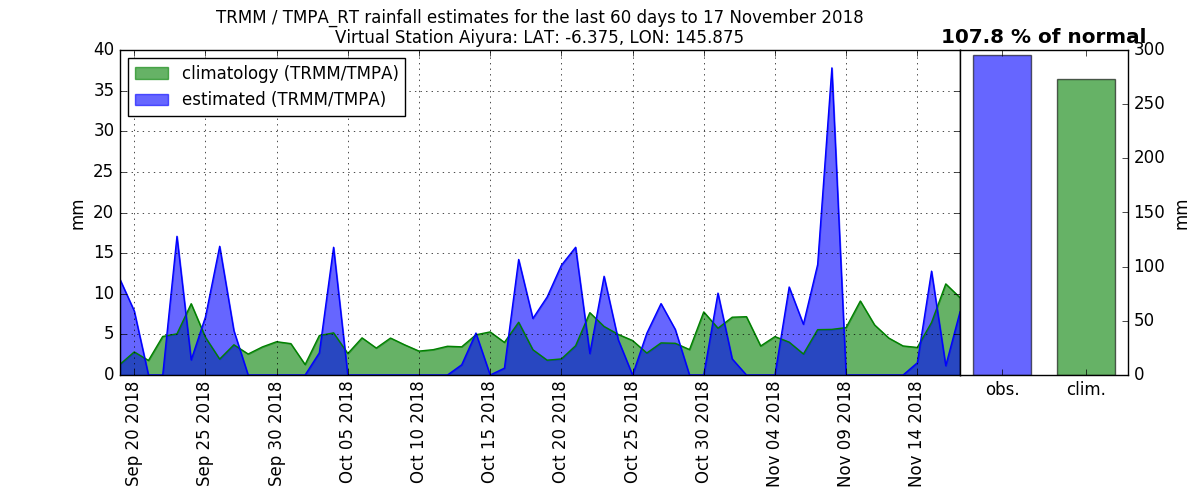 TRMM / TMPA_RT rainfall estimates for the last 60 days to 17 November 2018
Virtual Station Aiyura: LAT: -6.375, LON: 145.875
107.8 % of normal
climatology (TRMM/TMPA)
estimated (TRMM/TMPA)
mm
40
35
30
25
20
15
10
5
0
Sep 20 2018
Sep 25 2018
Sep 30 2018
Oct 05 2018
Oct 10 2018
Oct 15 2018
Oct 20 2018
Oct 25 2018
Oct 30 2018
Nov 04 2018
Nov 09 2018
Nov 14 2018
obs.
clim.
300
250
200
150
100
50
0
mm